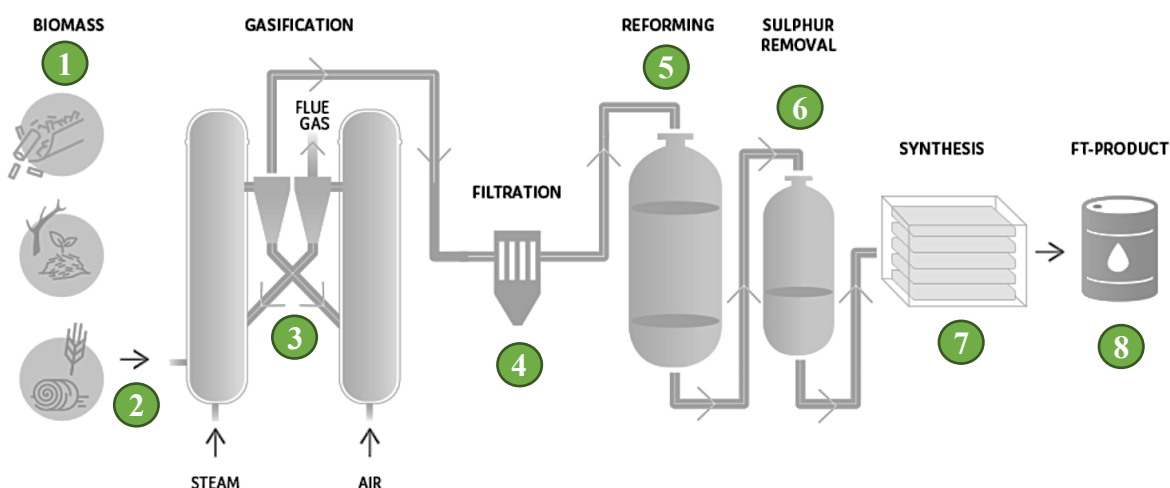 BIOMASS
1
GASIFICATION
FLUE
GAS
2
3
STEAM
AIR
FILTRATION
4
REFORMING
5
SULPHUR
REMOVAL
6
SYNTHESIS
7
FT-PRODUCT
8